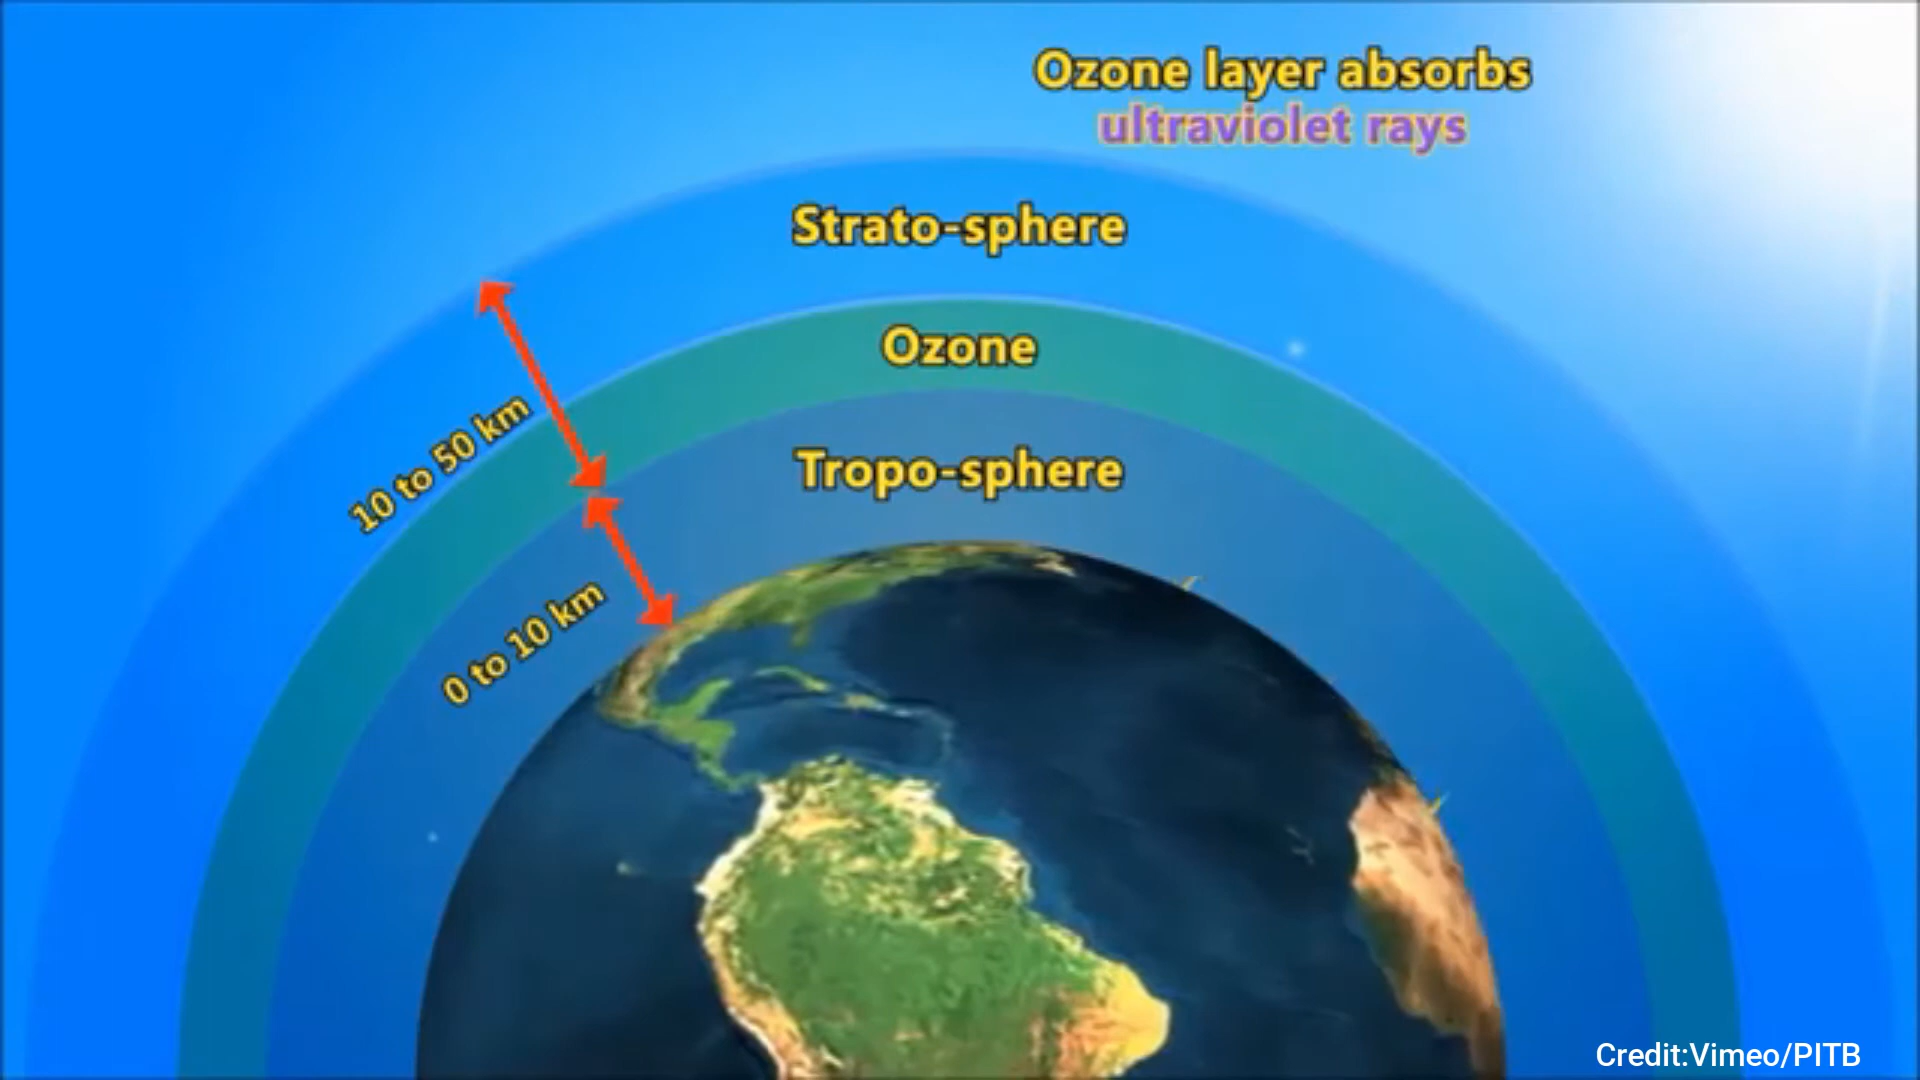 Ozone layer absorbs
ultraviolet rays
Strato-sphere
Ozone
10 to 50 km
Tropo-sphere
0 to 10 km
Credit:Vimeo/PITB